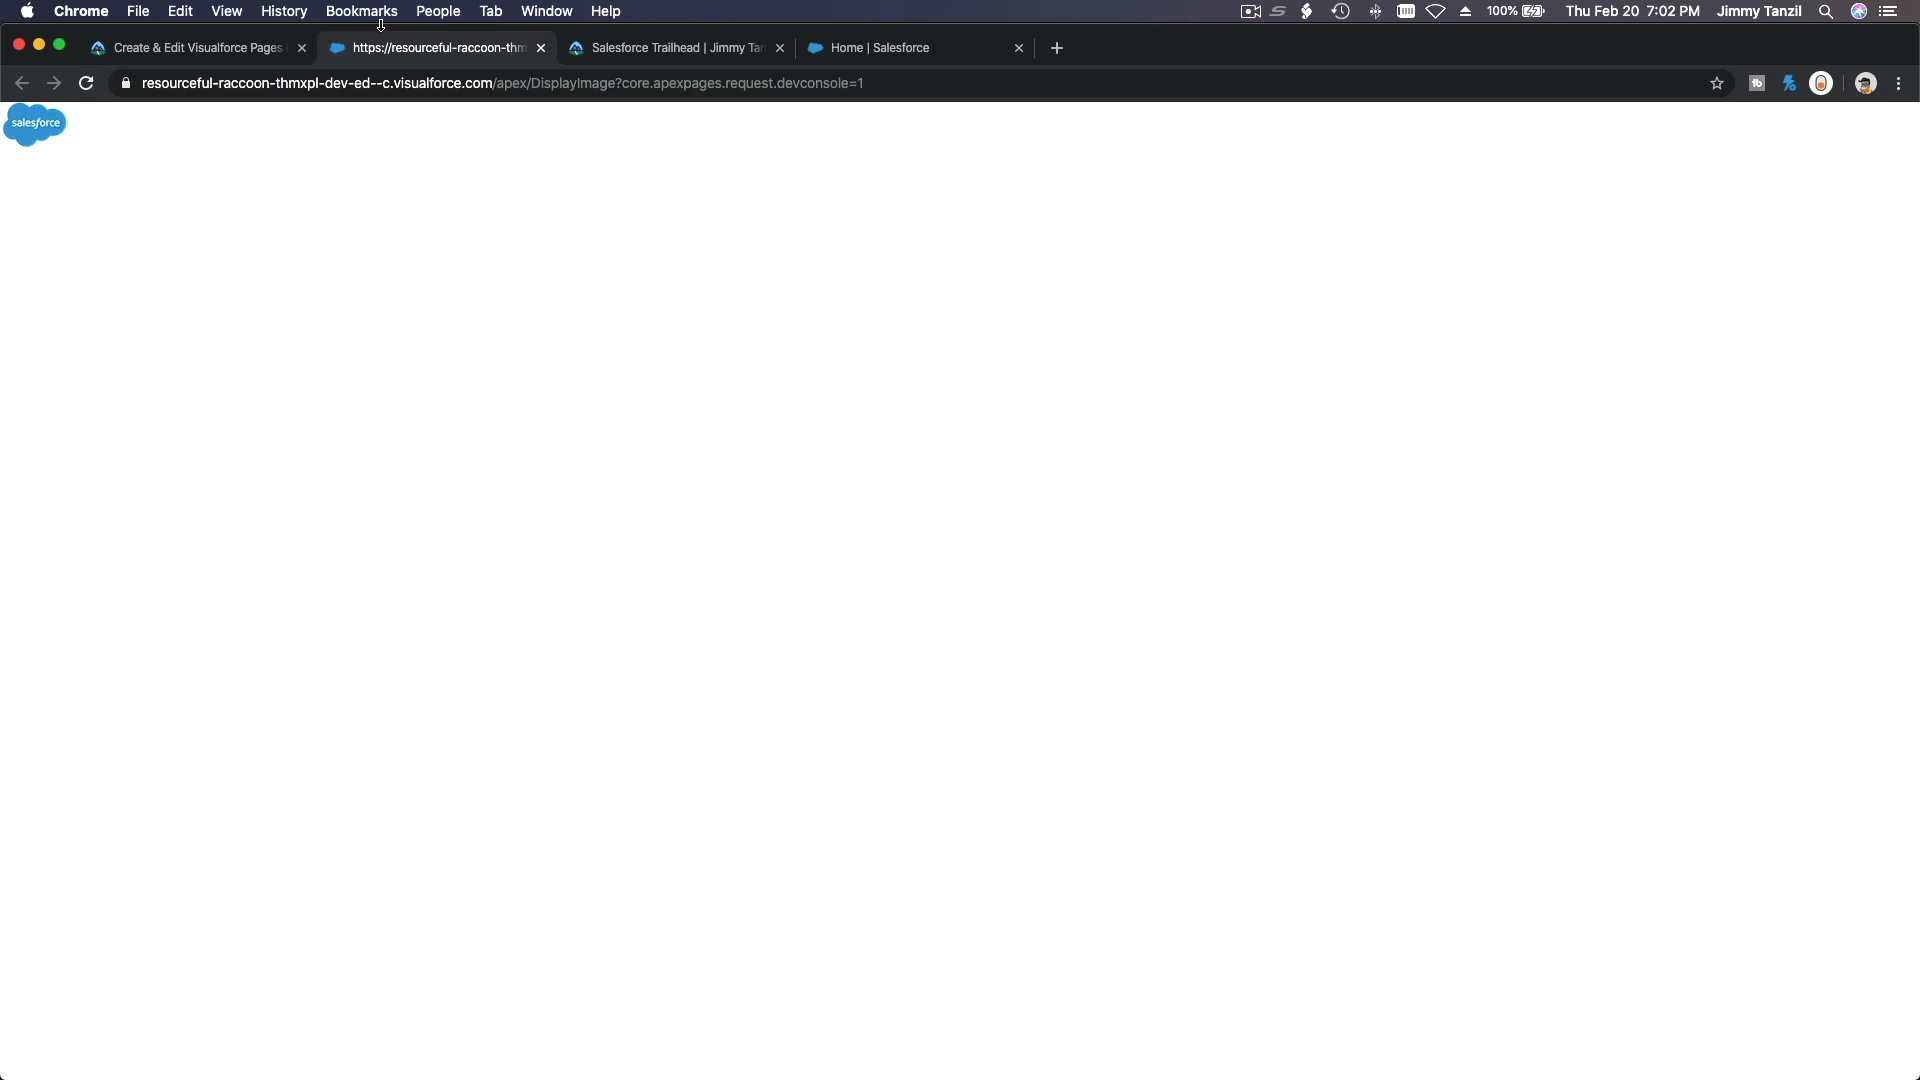 Chrome File Edit View History Bookmarks People Tab Window Help 100% Thu Feb 20 7:02 PM Jimmy Tanzil
Create & Edit Visualforce Pages https://resourceful-raccoon-thm Salesforce Trailhead | Jimmy Tan Home | Salesforce
resourceful-raccoon-thmxpl-dev-ed--c.visualforce.com/apex/DisplayImage?core.apexpages.request.devconsole=1
salesforce